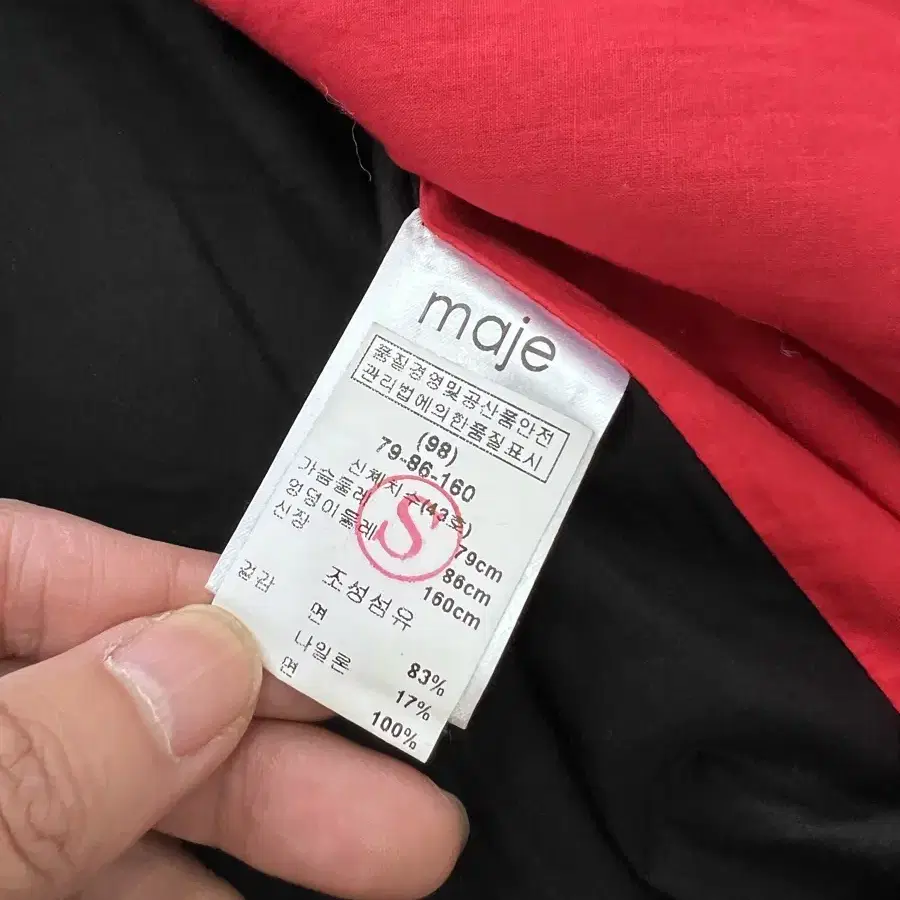 maje
품질경영및공산품안전
관리법에의한품질표시
(98)
79-86-160
신체치수(43호)
가슴둘레 79cm
엉덩이둘레 86cm
신장 160cm
S
조성섬유
겉감 면 83%
나일론 17%
면 100%